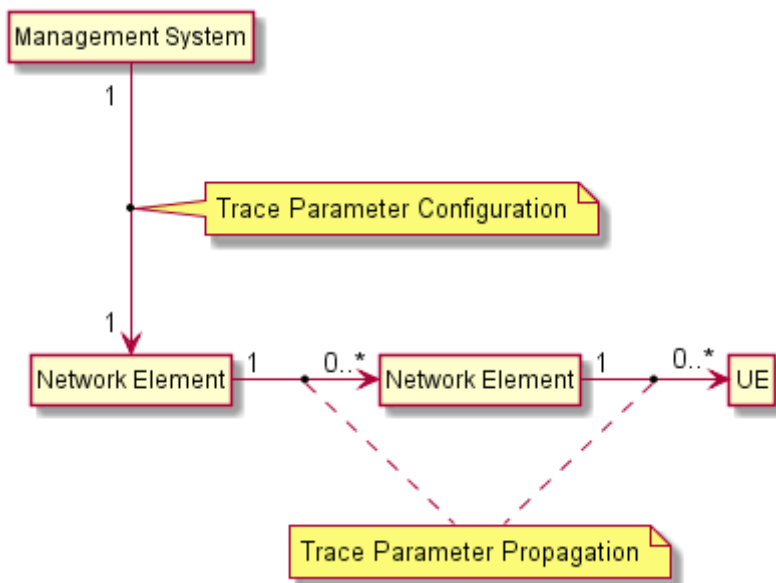 Management System
1
Trace Parameter Configuration
1
Network Element
1
0..*
Network Element
1
0..*
UE
Trace Parameter Propagation